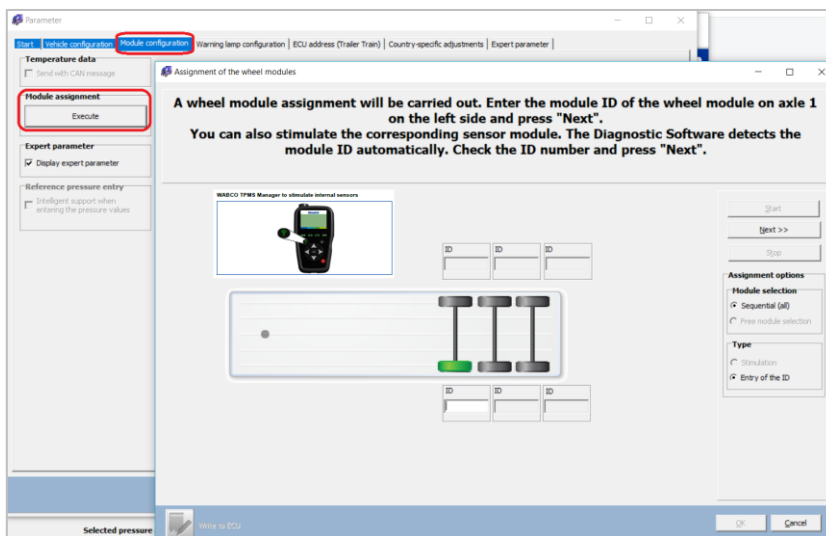 Parameter
Start
Vehicle configuration
Module configuration
Warning lamp configuration
ECU address (Trailer Train)
Country-specific adjustments
Expert parameter
Temperature data
Send with CAN message
Module assignment
Execute
Expert parameter
Display expert parameter
Reference pressure entry
Intelligent support when
entering the pressure values
Selected pressure
Assignment of the wheel modules
A wheel module assignment will be carried out. Enter the module ID of the wheel module on axle 1
on the left side and press "Next".
You can also stimulate the corresponding sensor module. The Diagnostic Software detects the
module ID automatically. Check the ID number and press "Next".
WABCO TPMS Manager to stimulate internal sensors
ID ID ID
ID ID ID
Start
Next >>
Stop
Assignment options
Module selection
Sequential (all)
Free module selection
Type
Stimulation
Entry of the ID
Write to ECU
OK
Cancel